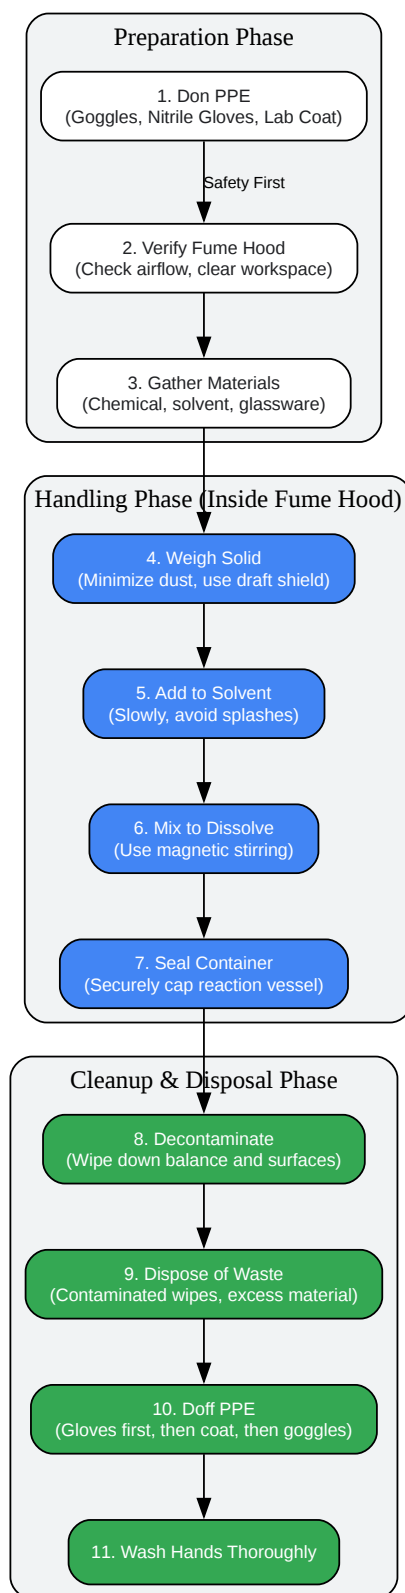 Preparation Phase
1. Don PPE
(Goggles, Nitrile Gloves, Lab Coat)
Safety First
2. Verify Fume Hood
(Check airflow, clear workspace)
3. Gather Materials
(Chemical, solvent, glassware)
Handling Phase (Inside Fume Hood)
4. Weigh Solid
(Minimize dust, use draft shield)
5. Add to Solvent
(Slowly, avoid splashes)
6. Mix to Dissolve
(Use magnetic stirring)
7. Seal Container
(Securely cap reaction vessel)
Cleanup & Disposal Phase
8. Decontaminate
(Wipe down balance and surfaces)
9. Dispose of Waste
(Contaminated wipes, excess material)
10. Doff PPE
(Gloves first, then coat, then goggles)
11. Wash Hands Thoroughly